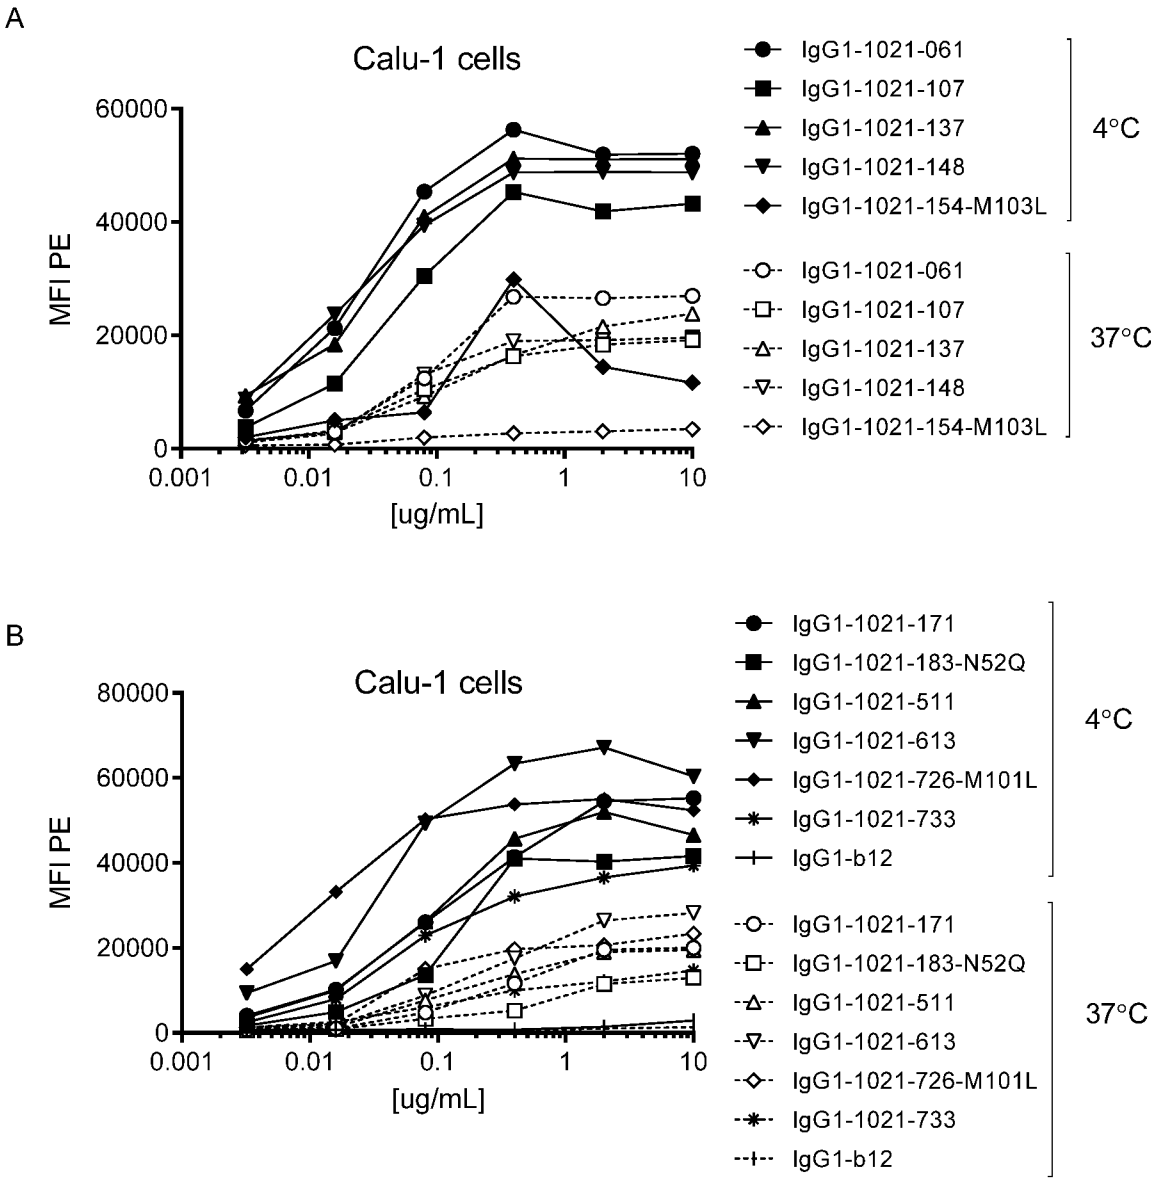 A
Calu-1 cells
60000
40000
20000
0
MFI PE
0.001
0.01
0.1
1
10
[ug/mL]
IgG1-1021-061
IgG1-1021-107
IgG1-1021-137
IgG1-1021-148
IgG1-1021-154-M103L
4°C
IgG1-1021-061
IgG1-1021-107
IgG1-1021-137
IgG1-1021-148
IgG1-1021-154-M103L
37°C
B
Calu-1 cells
80000
60000
40000
20000
0
MFI PE
0.001
0.01
0.1
1
10
[ug/mL]
IgG1-1021-171
IgG1-1021-183-N52Q
IgG1-1021-511
IgG1-1021-613
IgG1-1021-726-M101L
IgG1-1021-733
IgG1-b12
4°C
IgG1-1021-171
IgG1-1021-183-N52Q
IgG1-1021-511
IgG1-1021-613
IgG1-1021-726-M101L
IgG1-1021-733
IgG1-b12
37°C